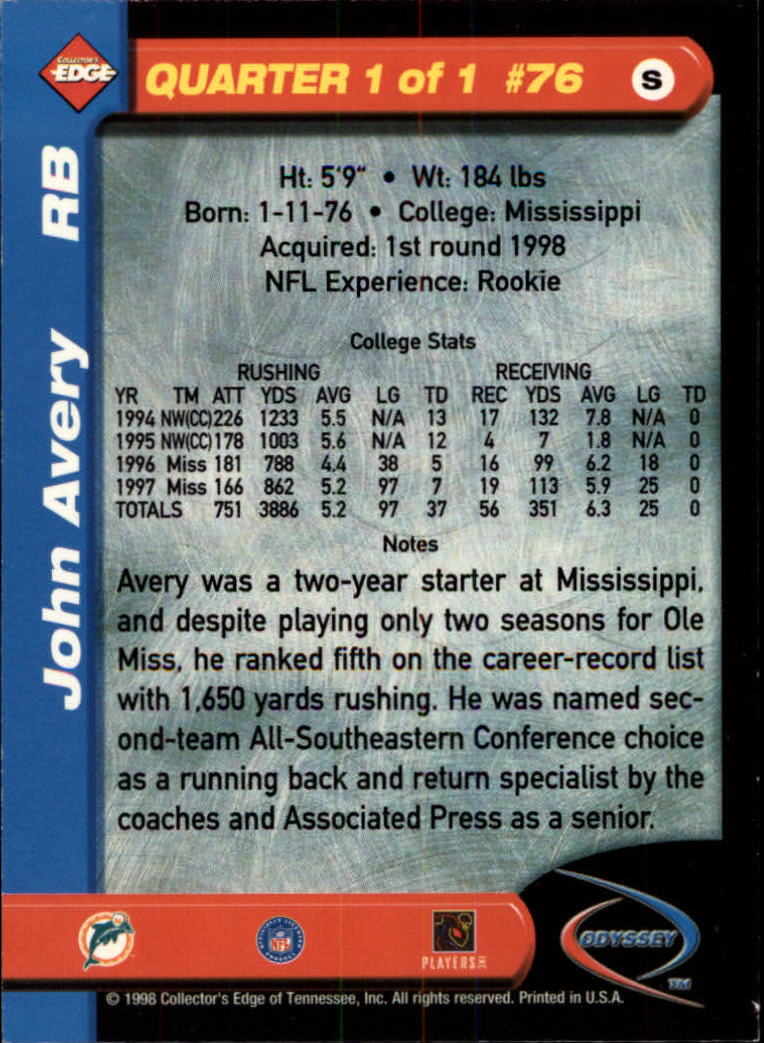 COLLECTOR'S
EDGE
QUARTER 1 of 1 #76
S
John Avery RB
Ht: 5'9" • Wt: 184 lbs
Born: 1-11-76 • College: Mississippi
Acquired: 1st round 1998
NFL Experience: Rookie
College Stats
RUSHING RECEIVING
YR TM ATT YDS AVG LG TD REC YDS AVG LG TD
1994 NW(CC) 226 1233 5.5 N/A 13 17 132 7.8 N/A 0
1995 NW(CC) 178 1003 5.6 N/A 12 4 7 1.8 N/A 0
1996 Miss 181 788 4.4 38 5 16 99 6.2 18 0
1997 Miss 166 862 5.2 97 7 19 113 5.9 25 0
TOTALS 751 3886 5.2 97 37 56 351 6.3 25 0
Notes
Avery was a two-year starter at Mississippi,
and despite playing only two seasons for Ole
Miss, he ranked fifth on the career-record list
with 1,650 yards rushing. He was named sec-
ond-team All-Southeastern Conference choice
as a running back and return specialist by the
coaches and Associated Press as a senior.
NFL
PLAYERS INC
ODYSSEY
TM
© 1998 Collector's Edge of Tennessee, Inc. All rights reserved. Printed in U.S.A.